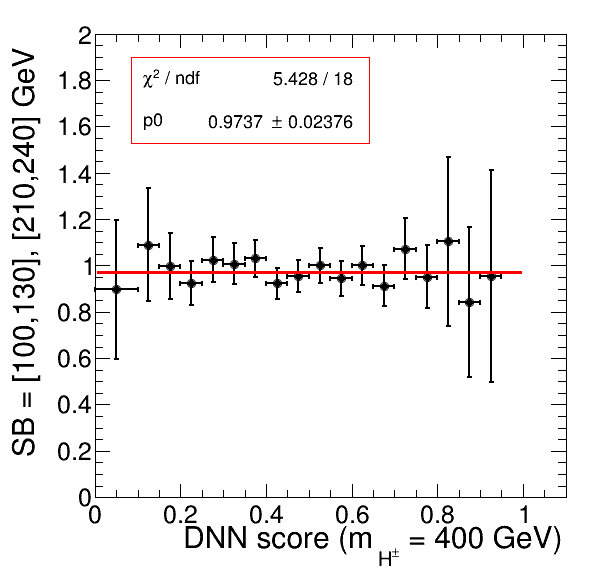 SB = [100,130], [210,240] GeV
2
1.8
1.6
1.4
1.2
1
0.8
0.6
0.4
0.2
0
χ² / ndf 5.428 / 18
p0 0.9737 ± 0.02376
0 0.2 0.4 0.6 0.8 1
DNN score (m_H± = 400 GeV)